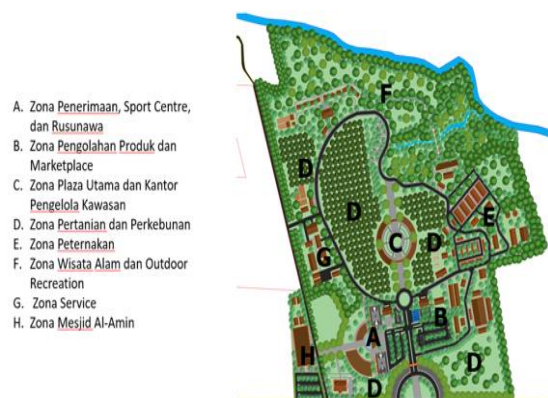 A. Zona Penerimaan, Sport Centre,
dan Rusunawa
B. Zona Pengolahan Produk dan
Marketplace
C. Zona Plaza Utama dan Kantor
Pengelola Kawasan
D. Zona Pertanian dan Perkebunan
E. Zona Peternakan
F. Zona Wisata Alam dan Outdoor
Recreation
G. Zona Service
H. Zona Mesjid Al-Amin
F
D
D
E
C
D
G
B
A
H
D
D